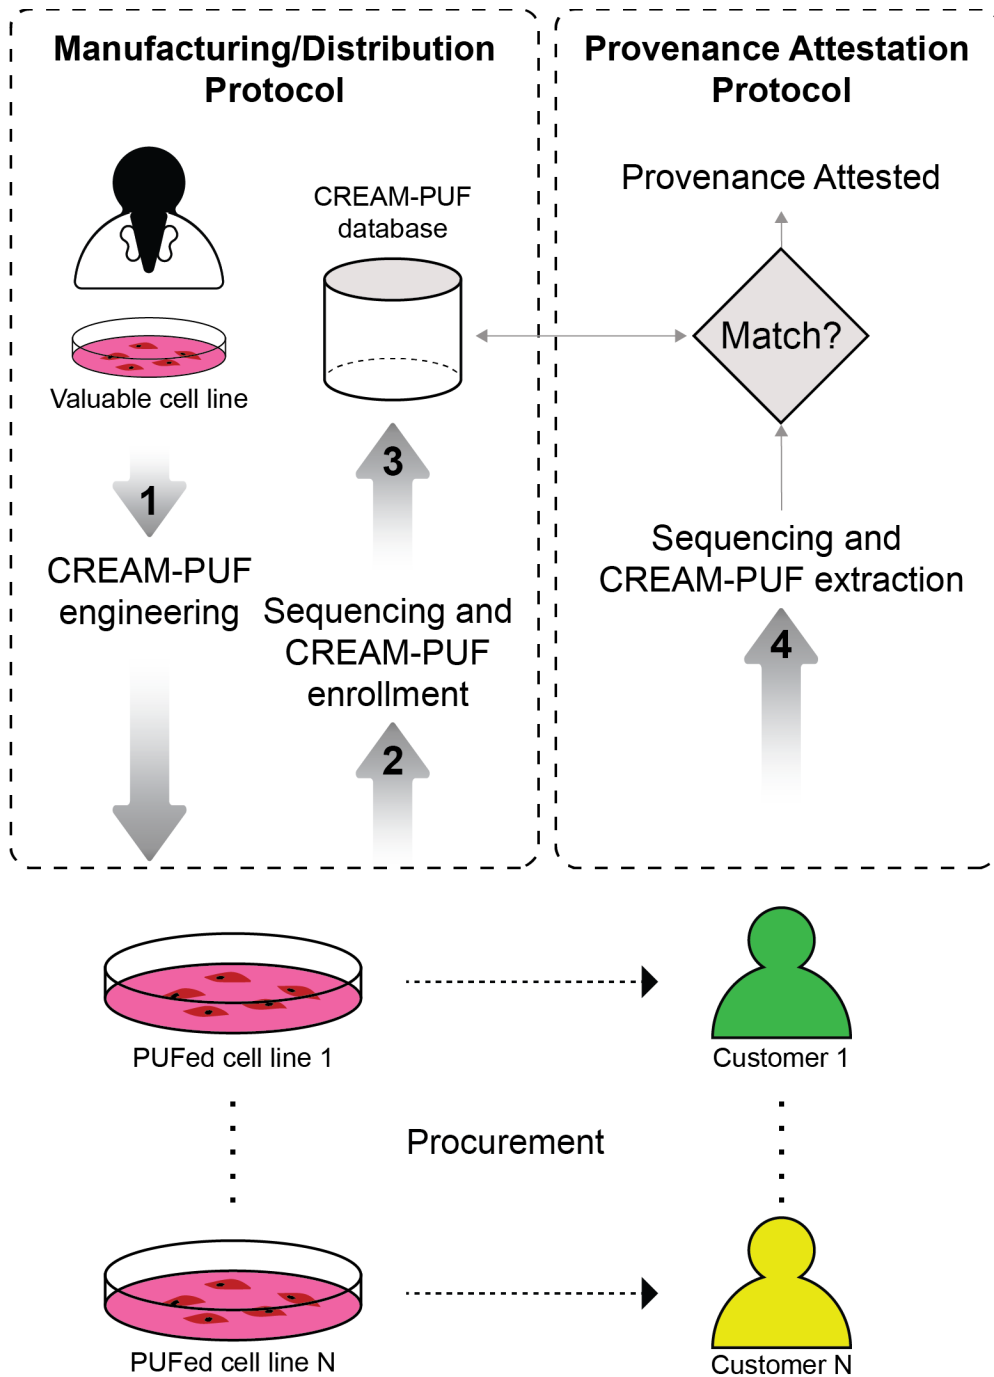 Manufacturing/Distribution
Protocol
Valuable cell line
1
CREAM-PUF
engineering
CREAM-PUF
database
3
Sequencing and
CREAM-PUF
enrollment
2
Provenance Attestation
Protocol
Provenance Attested
Match?
Sequencing and
CREAM-PUF extraction
4
PUFed cell line 1
Customer 1
Procurement
PUFed cell line N
Customer N